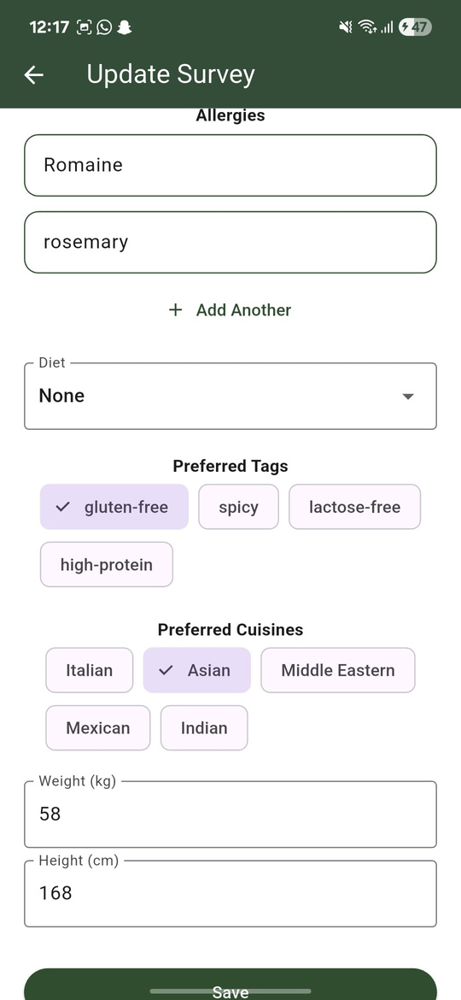 12:17 47
Update Survey
Allergies
Romaine
rosemary
+ Add Another
Diet
None
Preferred Tags
gluten-free spicy lactose-free
high-protein
Preferred Cuisines
Italian Asian Middle Eastern
Mexican Indian
Weight (kg)
58
Height (cm)
168
Save